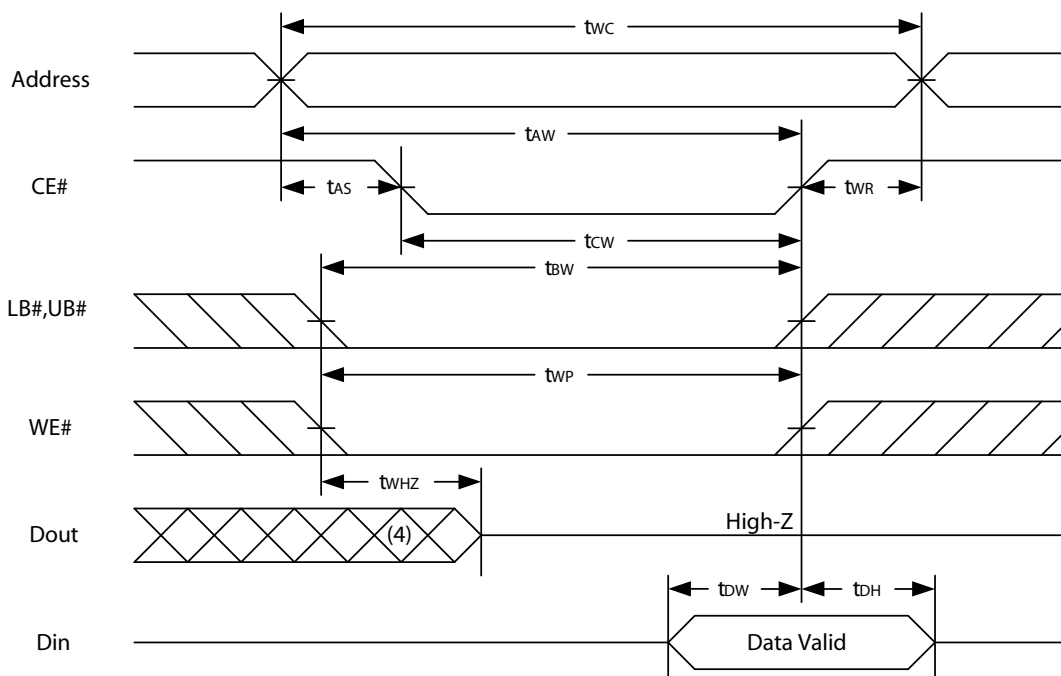 tWC
Address
tAW
CE#
tAS
tWR
tCW
tBW
LB#,UB#
tWP
WE#
tWHZ
Dout
(4)
High-Z
tDW
tDH
Din
Data Valid